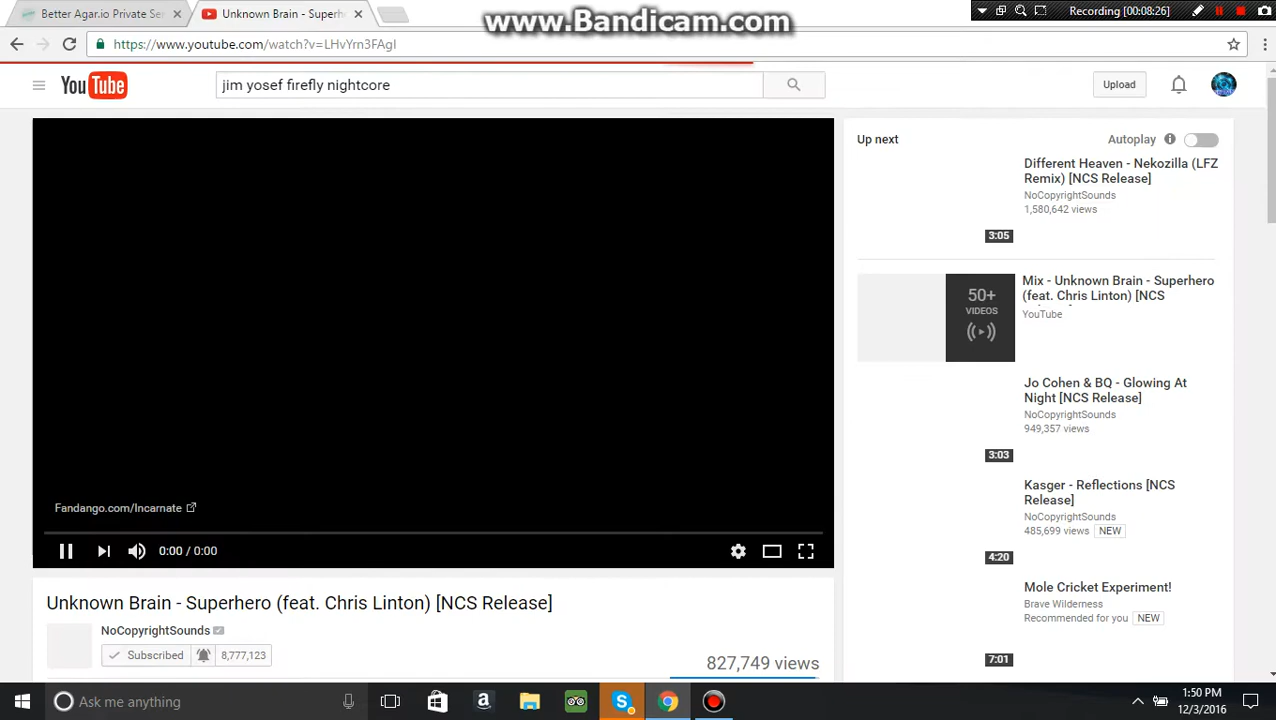 Better Agar.io Private Se
Unknown Brain - Superh
www.Bandicam.com
Recording [00:08:26]
https://www.youtube.com/watch?v=LHvYrn3FAgI
YouTube
jim yosef firefly nightcore
Upload
Up next
Autoplay
Different Heaven - Nekozilla (LFZ
Remix) [NCS Release]
NoCopyrightSounds
1,580,642 views
3:05
50+
VIDEOS
Mix - Unknown Brain - Superhero
(feat. Chris Linton) [NCS
YouTube
Jo Cohen & BQ - Glowing At
Night [NCS Release]
NoCopyrightSounds
949,357 views
3:03
Kasger - Reflections [NCS
Release]
NoCopyrightSounds
485,699 views NEW
4:20
Mole Cricket Experiment!
Brave Wilderness
Recommended for you NEW
7:01
Fandango.com/Incarnate
0:00 / 0:00
Unknown Brain - Superhero (feat. Chris Linton) [NCS Release]
NoCopyrightSounds
Subscribed 8,777,123
827,749 views
Ask me anything
1:50 PM
12/3/2016